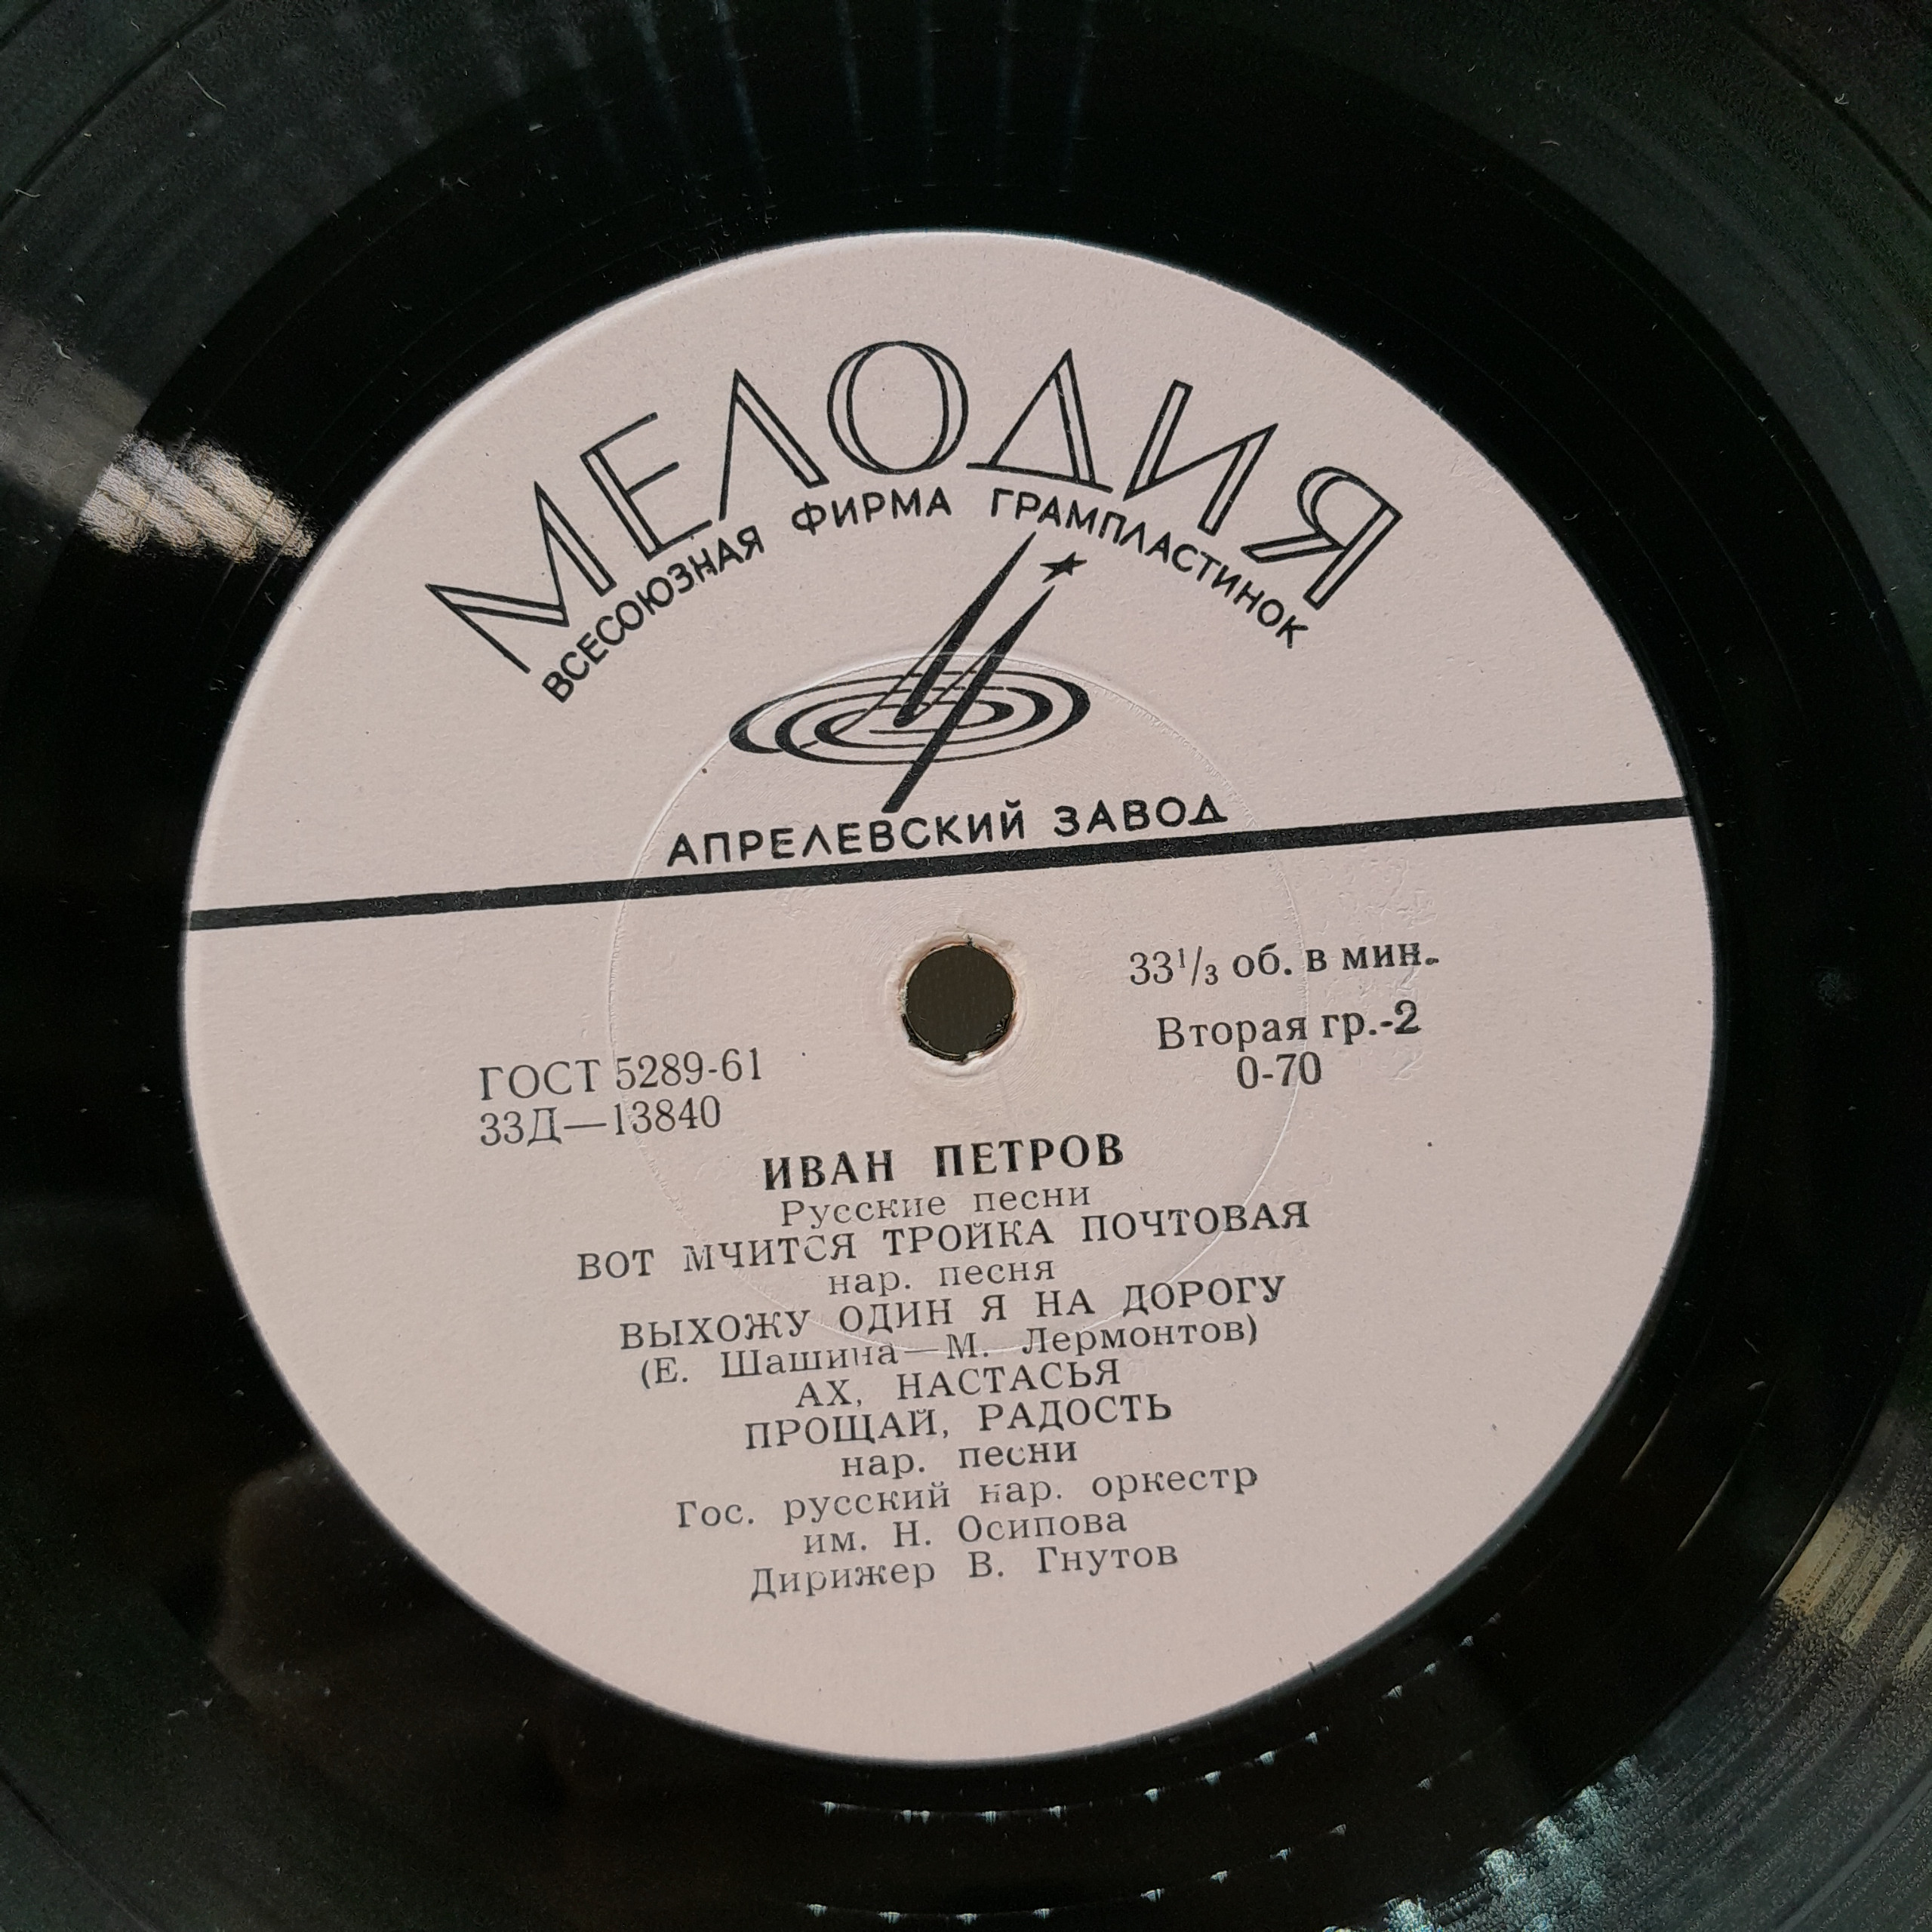 МЕЛОДИЯ
ВСЕСОЮЗНАЯ ФИРМА ГРАМПЛАСТИНОК
АПРЕЛЕВСКИЙ ЗАВОД
33¹/₃ об. в мин.
Вторая гр.-2
0-70
ГОСТ 5289-61
33Д—13840
ИВАН ПЕТРОВ
Русские песни
ВОТ МЧИТСЯ ТРОЙКА ПОЧТОВАЯ
нар. песня
ВЫХОЖУ ОДИН Я НА ДОРОГУ
(Е. Шашина—М. Лермонтов)
АХ, НАСТАСЬЯ
ПРОЩАЙ, РАДОСТЬ
нар. песни
Гос. русский нар. оркестр
им. Н. Осипова
Дирижер В. Гнутов